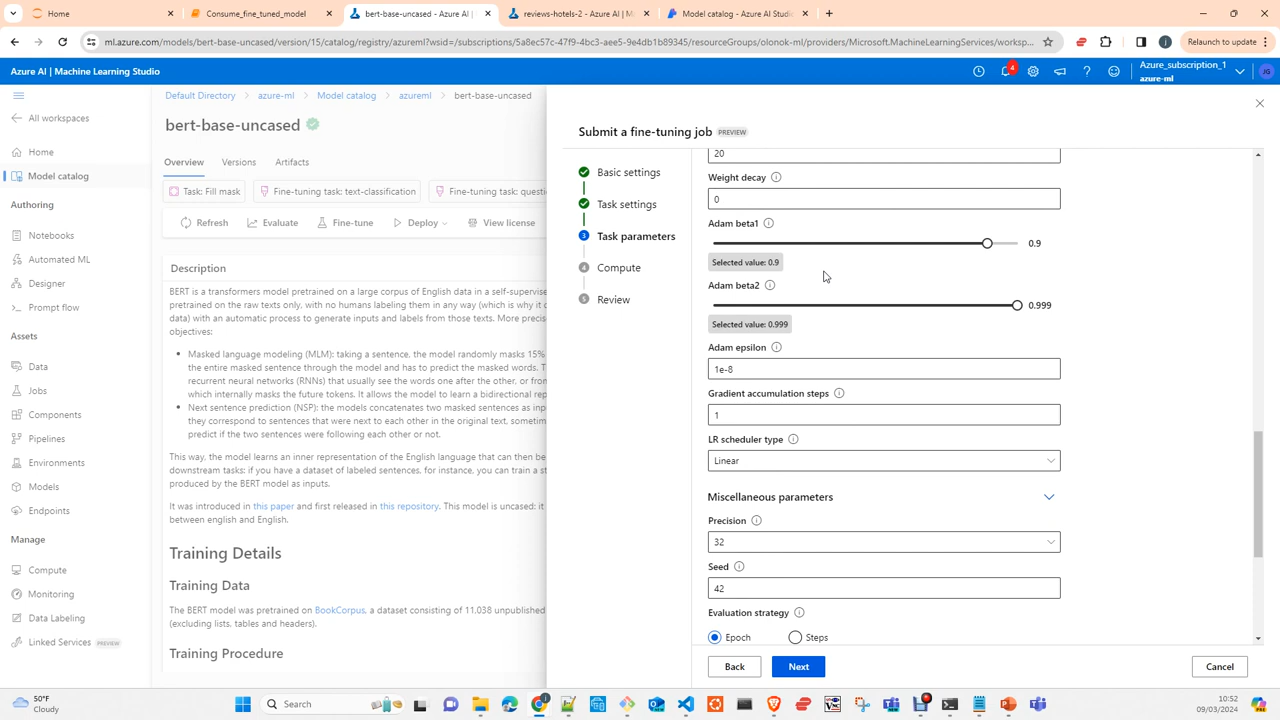 Home
Consume_fine_tuned_model
bert-base-uncased - Azure AI |
reviews-hotels-2 - Azure AI | M
Model catalog - Azure AI Studio
ml.azure.com/models/bert-base-uncased/version/15/catalog/registry/azureml?wsid=/subscriptions/5a8ec57c-47f9-4bc3-aee5-9e4db1b89345/resourceGroups/olonok-ml/providers/Microsoft.MachineLearningServices/worksp...
Relaunch to update
Azure AI | Machine Learning Studio
4
Azure_subscription_1
azure-ml
JG
All workspaces
Home
Model catalog
Authoring
Notebooks
Automated ML
Designer
Prompt flow
Assets
Data
Jobs
Components
Pipelines
Environments
Models
Endpoints
Manage
Compute
Monitoring
Data Labeling
Linked Services PREVIEW
Default Directory > azure-ml > Model catalog > azureml > bert-base-uncased
bert-base-uncased
Overview Versions Artifacts
Task: Fill mask Fine-tuning task: text-classification Fine-tuning task: questi
Refresh Evaluate Fine-tune Deploy View license
Description
BERT is a transformers model pretrained on a large corpus of English data in a self-supervise
pretrained on the raw texts only, with no humans labeling them in any way (which is why it c
data) with an automatic process to generate inputs and labels from those texts. More precis
objectives:
Masked language modeling (MLM): taking a sentence, the model randomly masks 15%
the entire masked sentence through the model and has to predict the masked words. T
recurrent neural networks (RNNs) that usually see the words one after the other, or from
which internally masks the future tokens. It allows the model to learn a bidirectional rep
Next sentence prediction (NSP): the models concatenates two masked sentences as inp
they correspond to sentences that were next to each other in the original text, sometim
predict if the two sentences were following each other or not.
This way, the model learns an inner representation of the English language that can then be
downstream tasks: if you have a dataset of labeled sentences, for instance, you can train a st
produced by the BERT model as inputs.
It was introduced in this paper and first released in this repository. This model is uncased: it
between english and English.
Training Details
Training Data
The BERT model was pretrained on BookCorpus, a dataset consisting of 11,038 unpublished
(excluding lists, tables and headers).
Training Procedure
Submit a fine-tuning job PREVIEW
Basic settings
Task settings
3 Task parameters
4 Compute
5 Review
20
Weight decay
0
Adam beta1
0.9
Selected value: 0.9
Adam beta2
0.999
Selected value: 0.999
Adam epsilon
1e-8
Gradient accumulation steps
1
LR scheduler type
Linear
Miscellaneous parameters
Precision
32
Seed
42
Evaluation strategy
Epoch Steps
Back Next Cancel
50°F
Cloudy
Search
10:52
09/03/2024